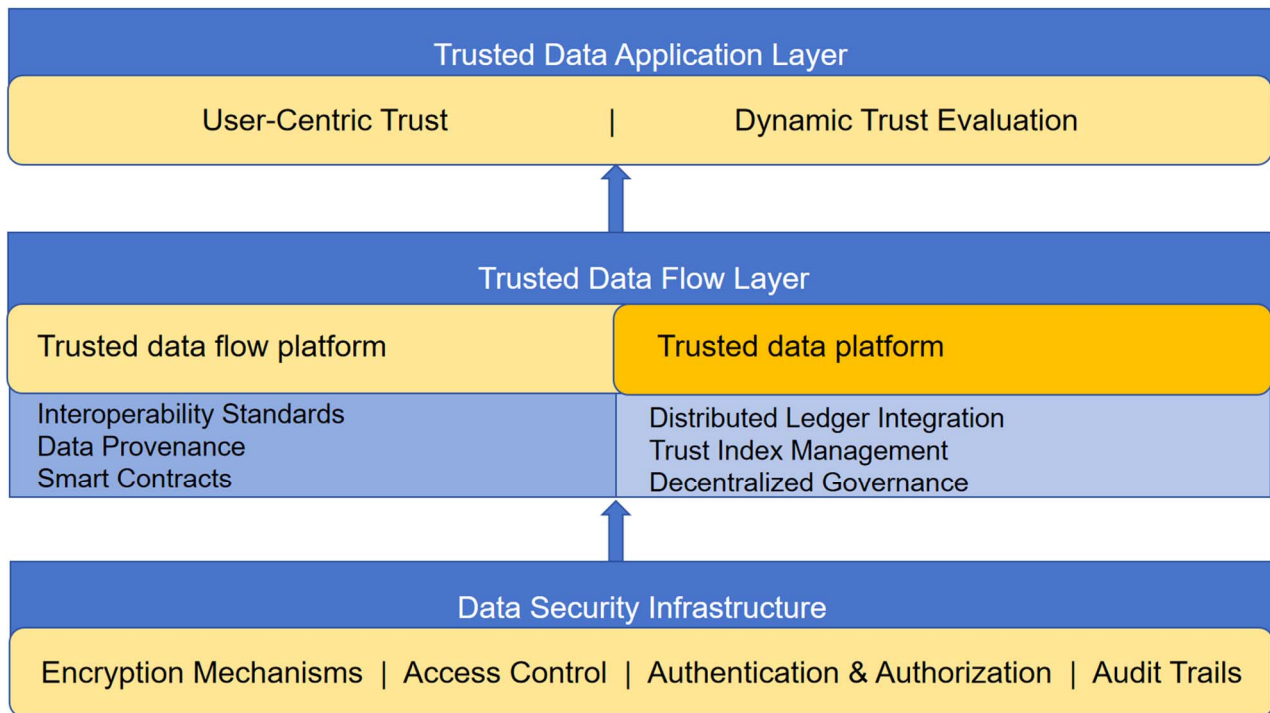 Trusted Data Application Layer
User-Centric Trust | Dynamic Trust Evaluation
Trusted Data Flow Layer
Trusted data flow platform
Interoperability Standards
Data Provenance
Smart Contracts
Trusted data platform
Distributed Ledger Integration
Trust Index Management
Decentralized Governance
Data Security Infrastructure
Encryption Mechanisms | Access Control | Authentication & Authorization | Audit Trails